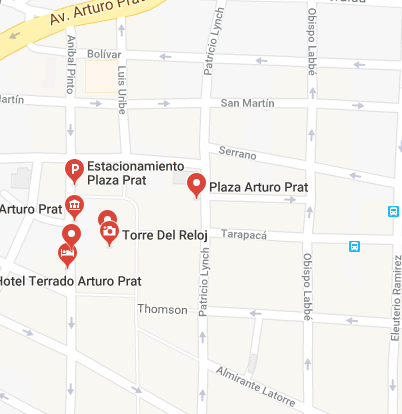 Av. Arturo Prat
Bolívar
Aníbal Pinto
Luis Uribe
Patricio Lynch
Obispo Labbé
artín
San Martín
Serrano
P
Estacionamiento
Plaza Prat
Plaza Arturo Prat
Arturo Prat
Torre Del Reloj
Tarapacá
Hotel Terrado Arturo Prat
Thomson
Patricio Lynch
Obispo Labbé
Eleuterio Ramírez
Almirante Latorre